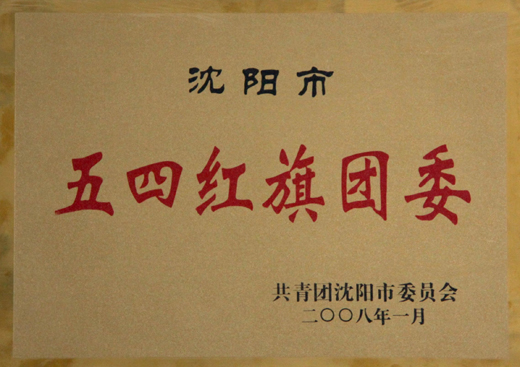 沈阳市
五四红旗团委
共青团沈阳市委员会
二〇〇八年一月